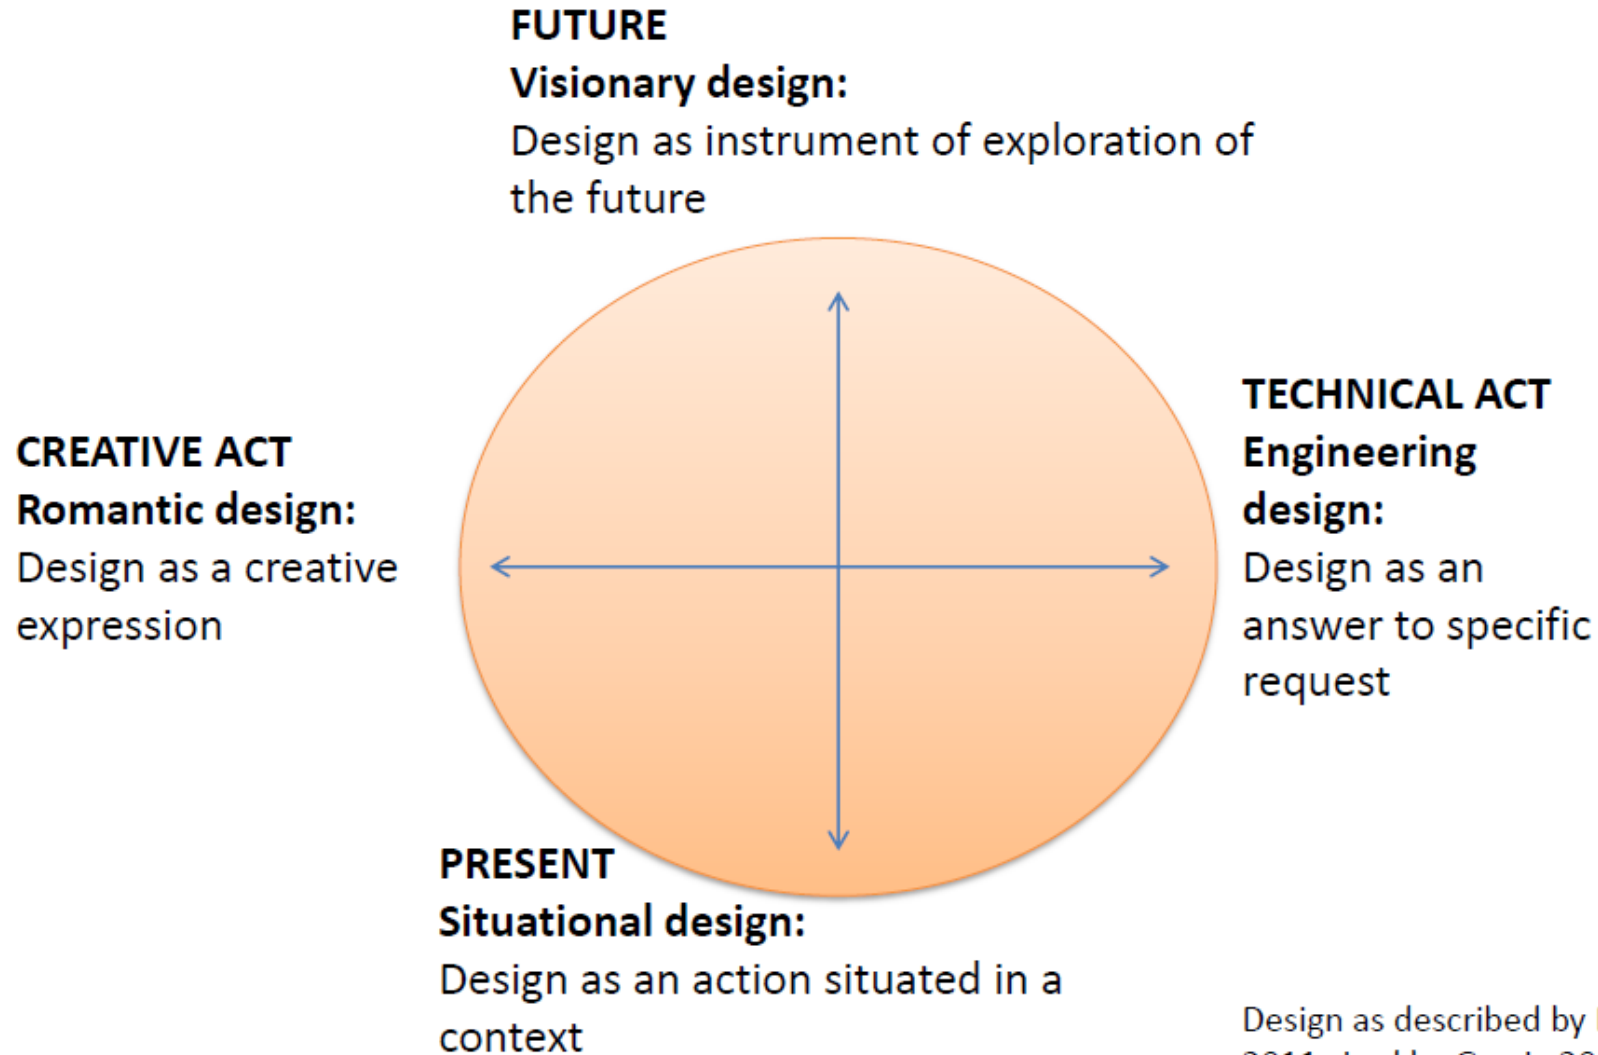 FUTURE
Visionary design:
Design as instrument of exploration of
the future
CREATIVE ACT
Romantic design:
Design as a creative
expression
TECHNICAL ACT
Engineering
design:
Design as an
answer to specific
request
PRESENT
Situational design:
Design as an action situated in a
context
Design as described by